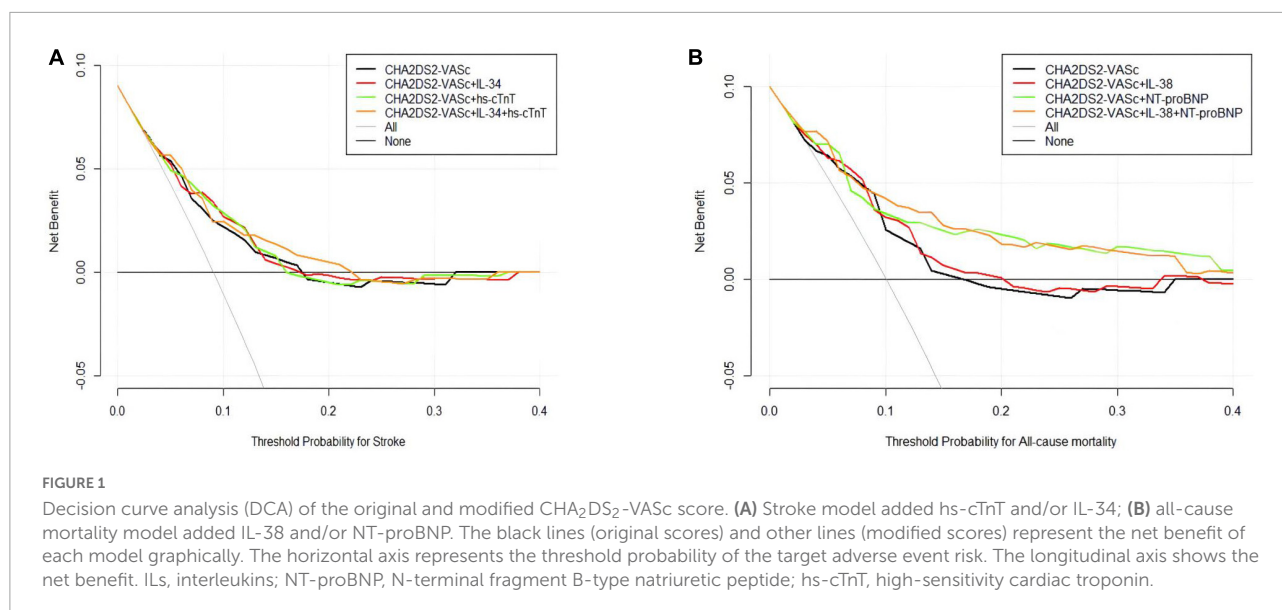 A
0.10
0.05
0.00
-0.05
Net Benefit
CHA2DS2-VASc
CHA2DS2-VASc+IL-34
CHA2DS2-VASc+hs-cTnT
CHA2DS2-VASc+IL-34+hs-cTnT
All
None
0.0 0.1 0.2 0.3 0.4
Threshold Probability for Stroke
B
0.10
0.05
0.00
-0.05
Net Benefit
CHA2DS2-VASc
CHA2DS2-VASc+IL-38
CHA2DS2-VASc+NT-proBNP
CHA2DS2-VASc+IL-38+NT-proBNP
All
None
0.0 0.1 0.2 0.3 0.4
Threshold Probability for All-cause mortality
FIGURE 1
Decision curve analysis (DCA) of the original and modified CHA₂DS₂-VASc score. (A) Stroke model added hs-cTnT and/or IL-34; (B) all-cause
mortality model added IL-38 and/or NT-proBNP. The black lines (original scores) and other lines (modified scores) represent the net benefit of
each model graphically. The horizontal axis represents the threshold probability of the target adverse event risk. The longitudinal axis shows the
net benefit. ILs, interleukins; NT-proBNP, N-terminal fragment B-type natriuretic peptide; hs-cTnT, high-sensitivity cardiac troponin.